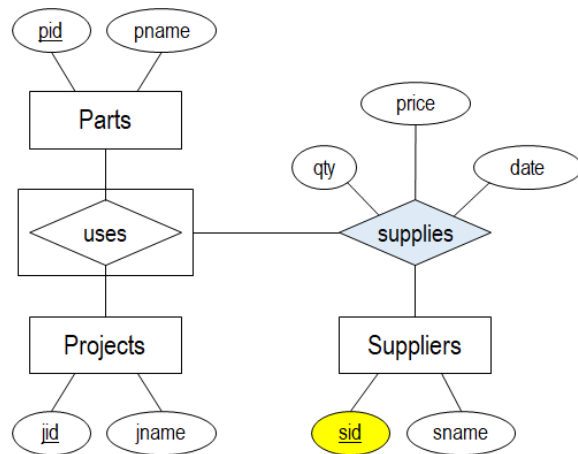 pid
pname
Parts
price
qty
date
uses
supplies
Projects
Suppliers
jid
jname
sid
sname